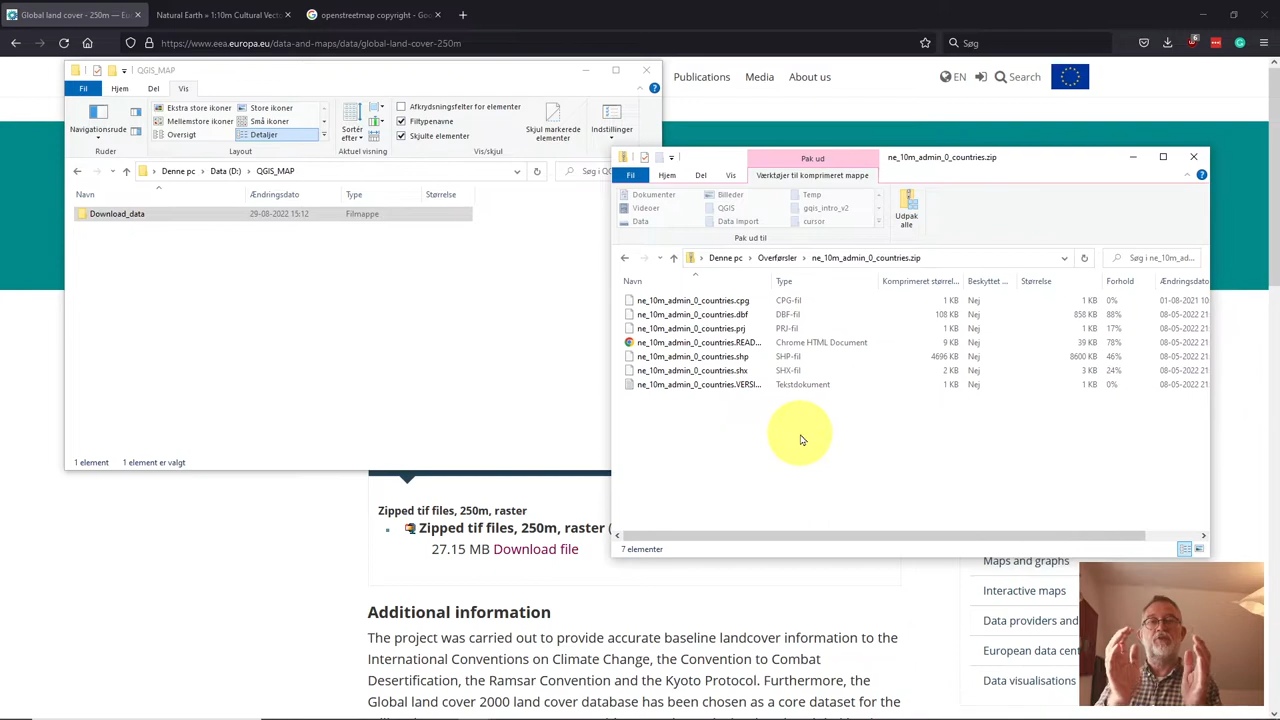 Global land cover - 250m — Eu
Natural Earth » 1:10m Cultural Vector
openstreetmap copyright - Goo
https://www.eea.europa.eu/data-and-maps/data/global-land-cover-250m
Søg
Publications
Media
About us
EN
Search
QGIS_MAP
Fil
Hjem
Del
Vis
Navigationsrude
Ruder
Ekstra store ikoner
Store ikoner
Mellemstore ikoner
Små ikoner
Oversigt
Detaljer
Layout
Sortér efter
Aktuel visning
Afkrydsningsfelter for elementer
Filtypenavne
Skjulte elementer
Skjul markerede elementer
Vis/skjul
Indstillinger
Denne pc
Data (D:)
QGIS_MAP
Søg i QG
Navn
Ændringsdato
Type
Størrelse
Download_data
29-08-2022 15:12
Filmappe
1 element
1 element er valgt
Pak ud
ne_10m_admin_0_countries.zip
Fil
Hjem
Del
Vis
Værktøjer til komprimeret mappe
Dokumenter
Billeder
Temp
Videoer
QGIS
qgis_intro_v2
Data
Data import
cursor
Pak ud til
Udpak alle
Denne pc
Overførsler
ne_10m_admin_0_countries.zip
Søg i ne_10m_ad...
Navn
Type
Komprimeret størrel...
Beskyttet ...
Størrelse
Forhold
Ændringsdato
ne_10m_admin_0_countries.cpg CPG-fil 1 KB Nej 1 KB 0% 01-08-2021 10
ne_10m_admin_0_countries.dbf DBF-fil 108 KB Nej 858 KB 88% 08-05-2022 21
ne_10m_admin_0_countries.prj PRJ-fil 1 KB Nej 1 KB 17% 08-05-2022 21
ne_10m_admin_0_countries.READ... Chrome HTML Document 9 KB Nej 39 KB 78% 08-05-2022 21
ne_10m_admin_0_countries.shp SHP-fil 4696 KB Nej 8600 KB 46% 08-05-2022 21
ne_10m_admin_0_countries.shx SHX-fil 2 KB Nej 3 KB 24% 08-05-2022 21
ne_10m_admin_0_countries.VERSI... Tekstdokument 1 KB Nej 1 KB 0% 08-05-2022 21
7 elementer
Zipped tif files, 250m, raster
Zipped tif files, 250m, raster (
27.15 MB Download file
Additional information
The project was carried out to provide accurate baseline landcover information to the
International Conventions on Climate Change, the Convention to Combat
Desertification, the Ramsar Convention and the Kyoto Protocol. Furthermore, the
Global land cover 2000 land cover database has been chosen as a core dataset for the
Maps and graphs
Interactive maps
Data providers and
European data cent
Data visualisations